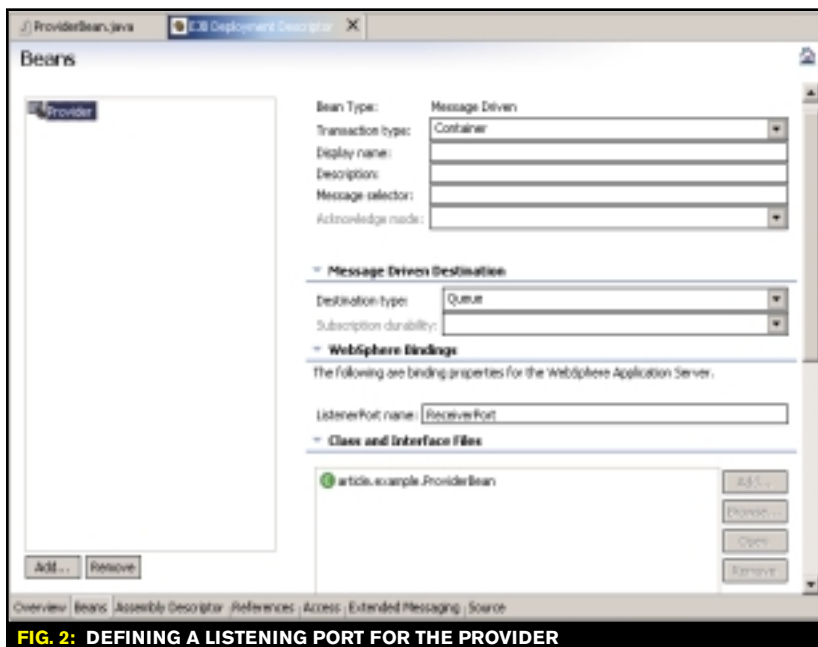 ProviderBean.java
EJB Deployment Descriptor
Beans
Provider
Bean Type: Message Driven
Transaction type: Container
Display name:
Description:
Message selector:
Acknowledge mode:
Message Driven Destination
Destination type: Queue
Subscription durability:
WebSphere Bindings
The following are binding properties for the WebSphere Application Server.
ListenerPort name: ReceiverPort
Class and Interface Files
article.example.ProviderBean
Add...
Browse...
Open
Remove
Add... Remove
Overview Beans Assembly Descriptor References Access Extended Messaging Source
FIG. 2: DEFINING A LISTENING PORT FOR THE PROVIDER